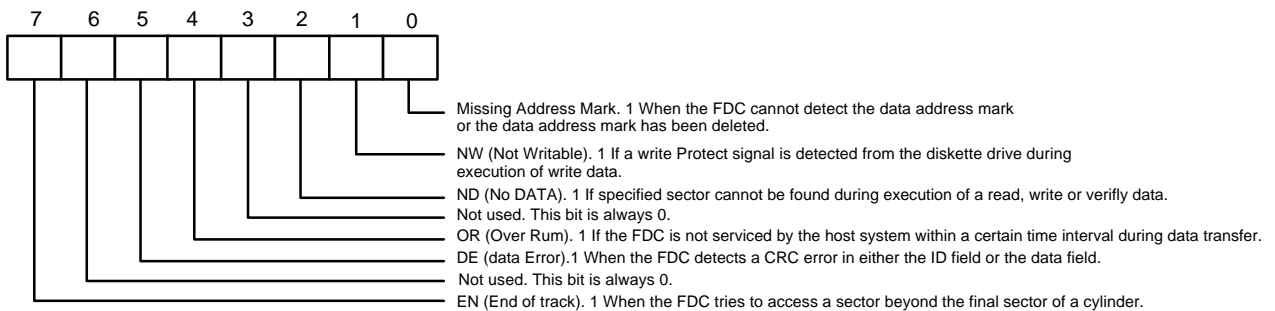 7 6 5 4 3 2 1 0
Missing Address Mark. 1 When the FDC cannot detect the data address mark
or the data address mark has been deleted.
NW (Not Writable). 1 If a write Protect signal is detected from the diskette drive during
execution of write data.
ND (No DATA). 1 If specified sector cannot be found during execution of a read, write or verifly data.
Not used. This bit is always 0.
OR (Over Rum). 1 If the FDC is not serviced by the host system within a certain time interval during data transfer.
DE (data Error).1 When the FDC detects a CRC error in either the ID field or the data field.
Not used. This bit is always 0.
EN (End of track). 1 When the FDC tries to access a sector beyond the final sector of a cylinder.